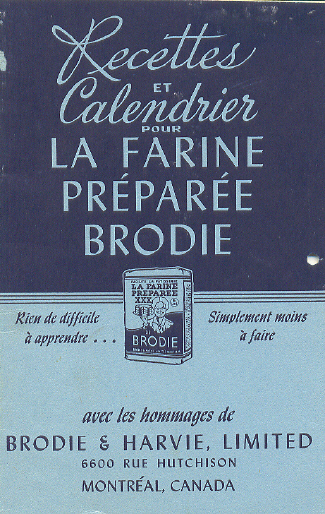 Recettes
ET
Calendrier
POUR
LA FARINE
PRÉPARÉE
BRODIE
LA FARINE
PRÉPARÉE
XXX
BRODIE
Rien de difficile
à apprendre . . .
Simplement moins
à faire
avec les hommages de
BRODIE & HARVIE, LIMITED
6600 RUE HUTCHISON
MONTRÉAL, CANADA